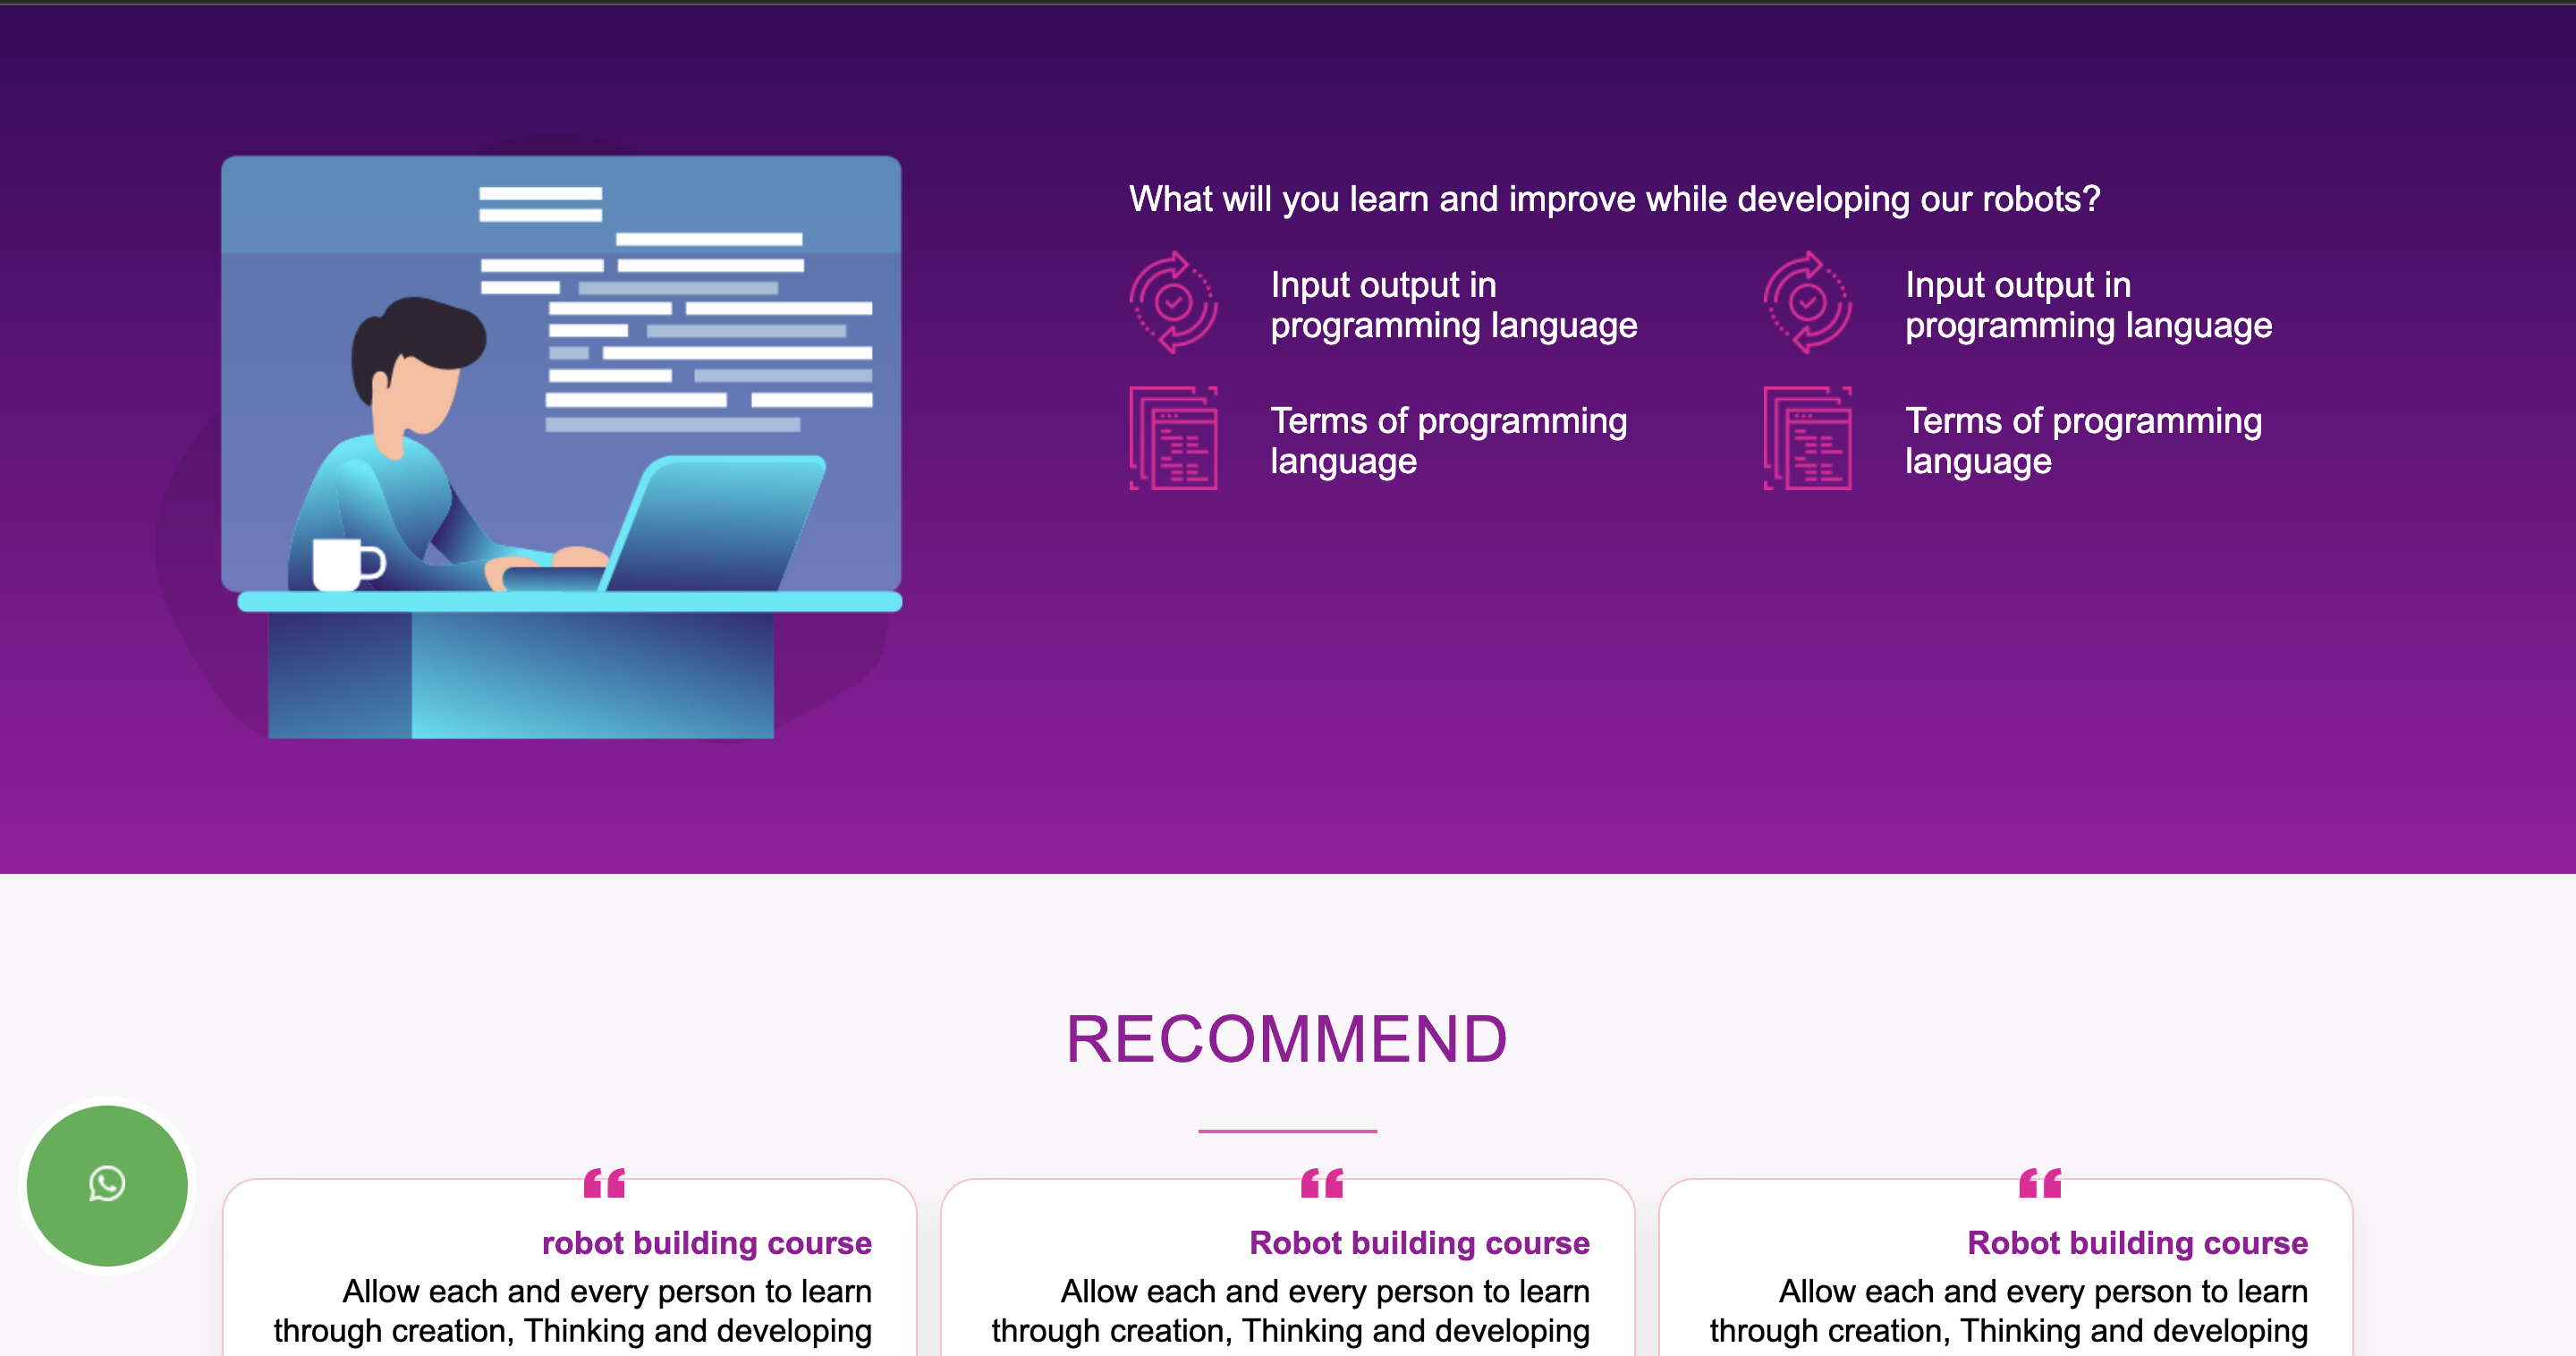 What will you learn and improve while developing our robots?
Input output in
programming language
Input output in
programming language
Terms of programming
language
Terms of programming
language
RECOMMEND
robot building course
Allow each and every person to learn
through creation, Thinking and developing
Robot building course
Allow each and every person to learn
through creation, Thinking and developing
Robot building course
Allow each and every person to learn
through creation, Thinking and developing